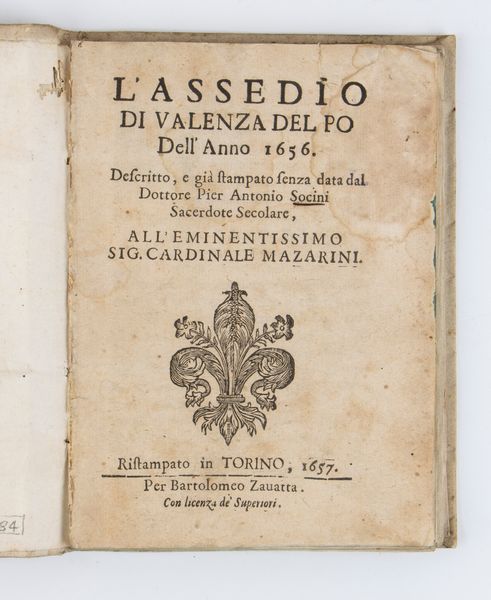 L'ASSEDIO
DI VALENZA DEL PO
Dell'Anno 1656.
Deſcritto, e già ſtampato ſenza data dal
Dottore Pier Antonio Socini
Sacerdote Secolare,
ALL'EMINENTISSIMO
SIG. CARDINALE MAZARINI.
Riſtampato in TORINO, 1657.
Per Bartolomeo Zauatta.
Con licenza de' Superiori.
84